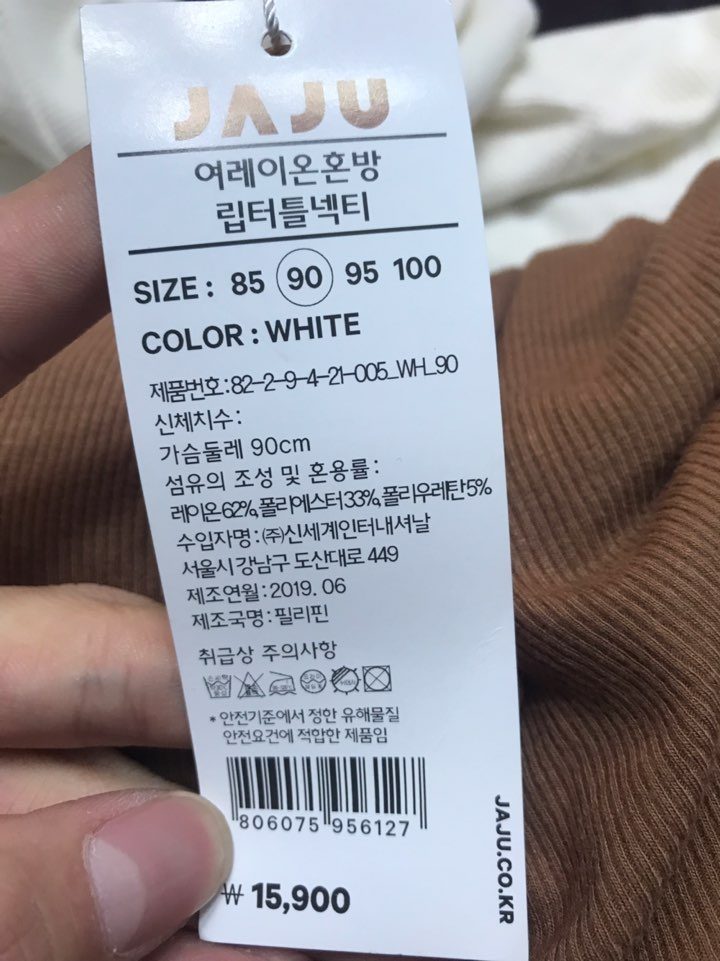 JAJU
여레이온혼방
립터틀넥티
SIZE : 85 90 95 100
COLOR : WHITE
제품번호:82-2-9-4-21-005_WH_90
신체치수:
가슴둘레 90cm
섬유의 조성 및 혼용률:
레이온62%,폴리에스터33%,폴리우레탄5%
수입자명:㈜신세계인터내셔날
서울시 강남구 도산대로 449
제조연월:2019. 06
제조국명:필리핀
취급상 주의사항
*안전기준에서 정한 유해물질
안전요건에 적합한 제품임
806075 956127
₩ 15,900
JAJU.CO.KR